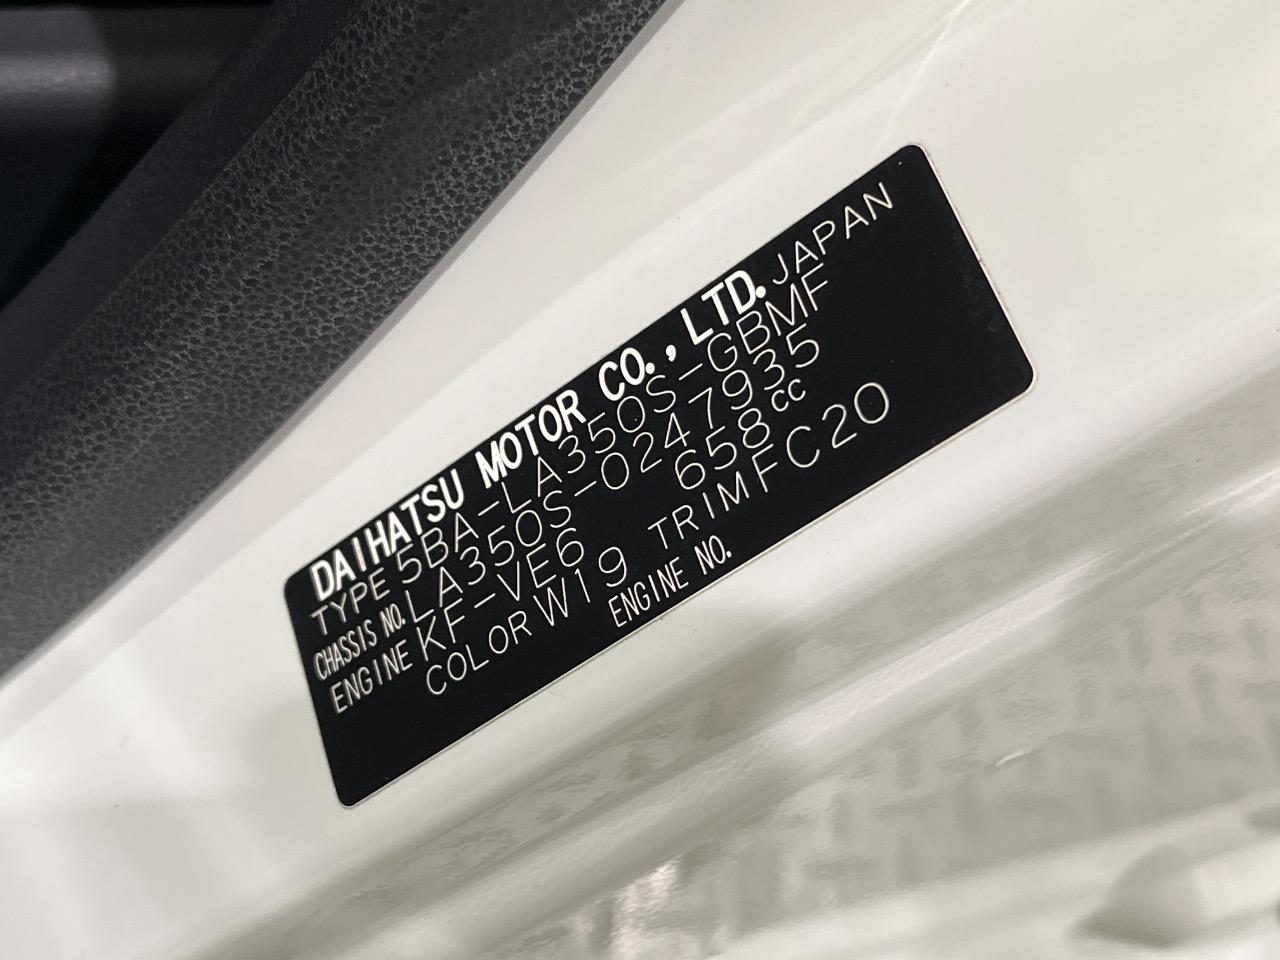 DAIHATSU MOTOR CO., LTD. JAPAN
TYPE 5BA-LA350S-GBMF
CHASSIS NO. LA350S-0247935
ENGINE KF-VE6 658cc
COLOR W19 TRIM FC20
ENGINE NO.